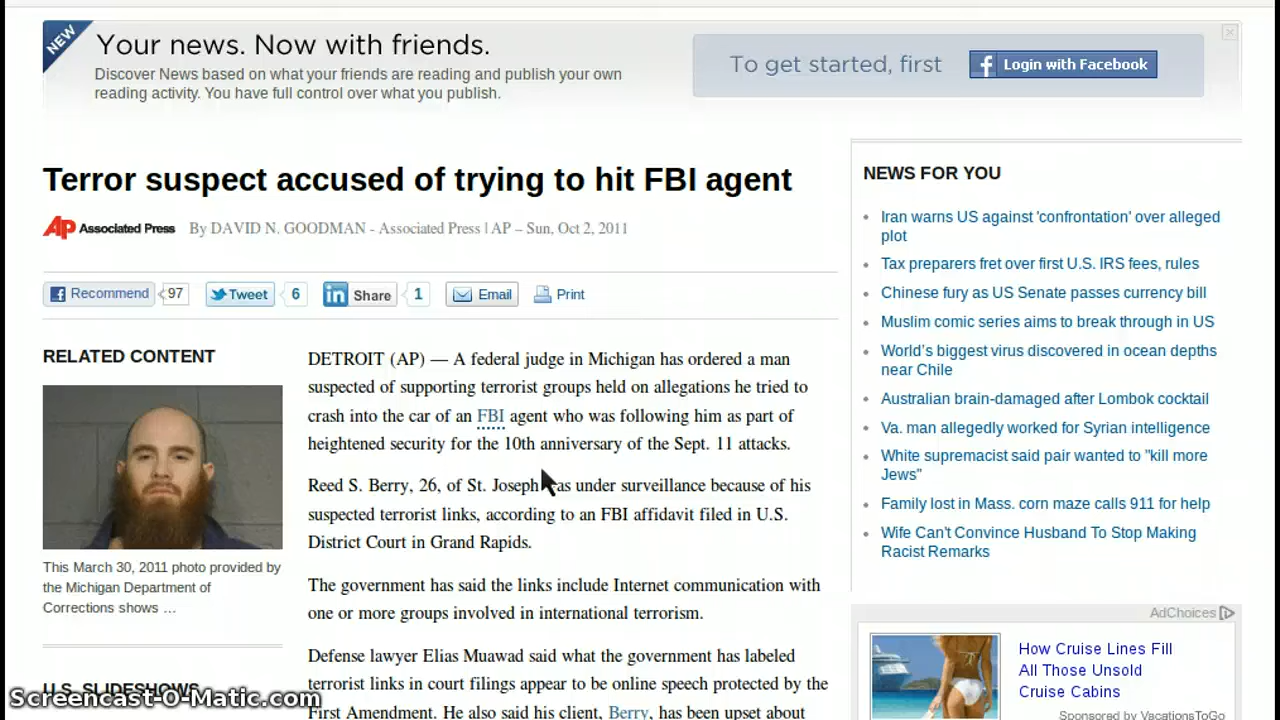 NEW
Your news. Now with friends.
Discover News based on what your friends are reading and publish your own
reading activity. You have full control over what you publish.
To get started, first
f Login with Facebook
Terror suspect accused of trying to hit FBI agent
AP Associated Press By DAVID N. GOODMAN - Associated Press | AP – Sun, Oct 2, 2011
f Recommend 97 Tweet 6 in Share 1 Email Print
RELATED CONTENT
This March 30, 2011 photo provided by
the Michigan Department of
Corrections shows …
U.S. SLIDESHOWS
DETROIT (AP) — A federal judge in Michigan has ordered a man
suspected of supporting terrorist groups held on allegations he tried to
crash into the car of an FBI agent who was following him as part of
heightened security for the 10th anniversary of the Sept. 11 attacks.
Reed S. Berry, 26, of St. Joseph as under surveillance because of his
suspected terrorist links, according to an FBI affidavit filed in U.S.
District Court in Grand Rapids.
The government has said the links include Internet communication with
one or more groups involved in international terrorism.
Defense lawyer Elias Muawad said what the government has labeled
terrorist links in court filings appear to be online speech protected by the
First Amendment. He also said his client, Berry, has been upset about
NEWS FOR YOU
Iran warns US against 'confrontation' over alleged
plot
Tax preparers fret over first U.S. IRS fees, rules
Chinese fury as US Senate passes currency bill
Muslim comic series aims to break through in US
World's biggest virus discovered in ocean depths
near Chile
Australian brain-damaged after Lombok cocktail
Va. man allegedly worked for Syrian intelligence
White supremacist said pair wanted to "kill more
Jews"
Family lost in Mass. corn maze calls 911 for help
Wife Can't Convince Husband To Stop Making
Racist Remarks
AdChoices
How Cruise Lines Fill
All Those Unsold
Cruise Cabins
Sponsored by VacationsToGo
Screencast-O-Matic.com